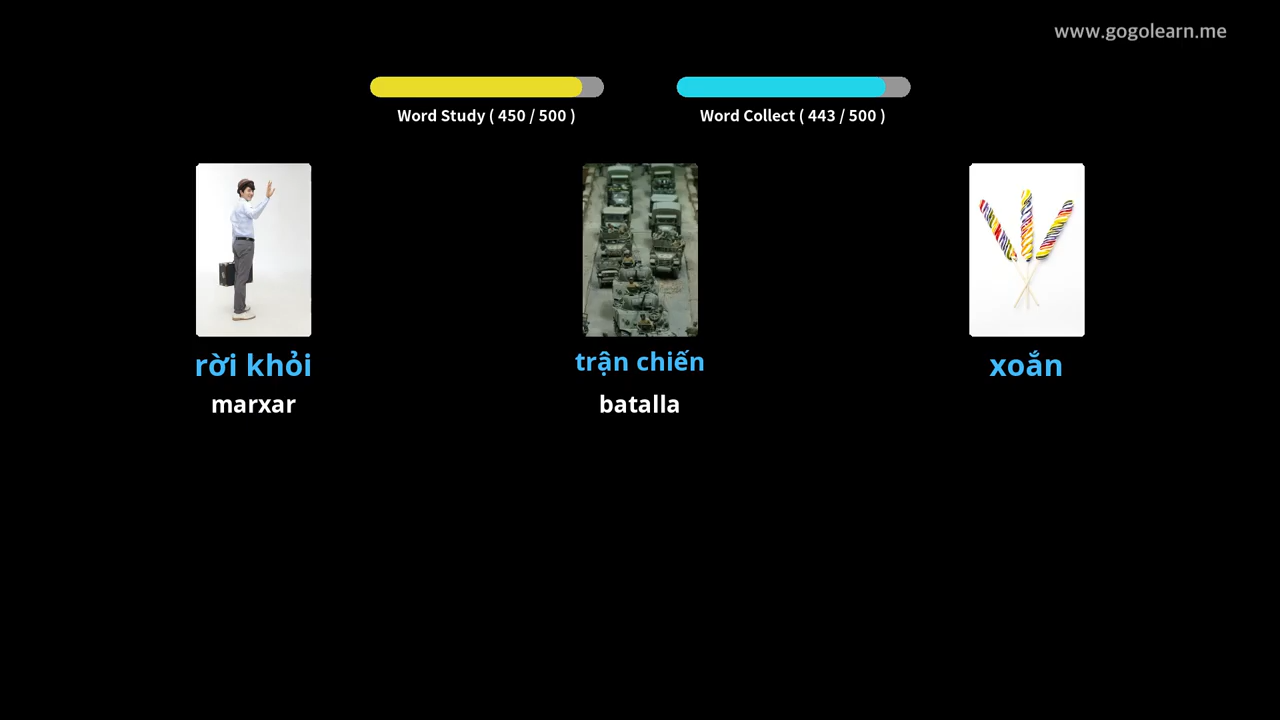 www.gogolearn.me
Word Study ( 450 / 500 )
Word Collect ( 443 / 500 )
rời khỏi
marxar
trận chiến
batalla
xoắn